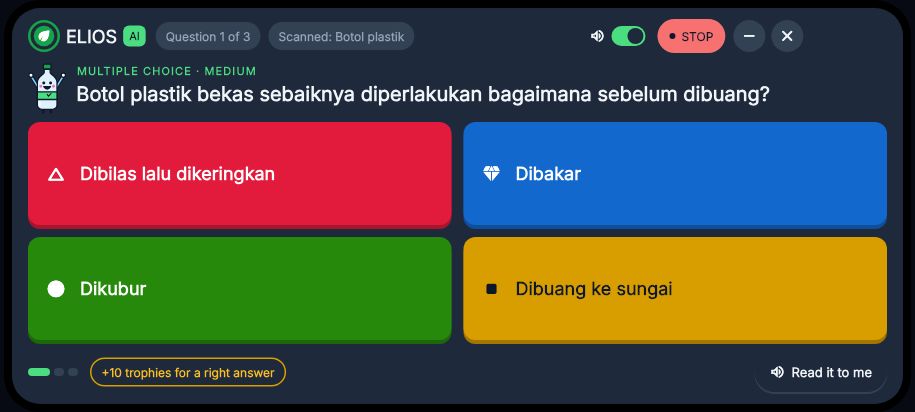 ELIOS AI Question 1 of 3 Scanned: Botol plastik STOP
MULTIPLE CHOICE · MEDIUM
Botol plastik bekas sebaiknya diperlakukan bagaimana sebelum dibuang?
Dibilas lalu dikeringkan
Dibakar
Dikubur
Dibuang ke sungai
+10 trophies for a right answer
Read it to me